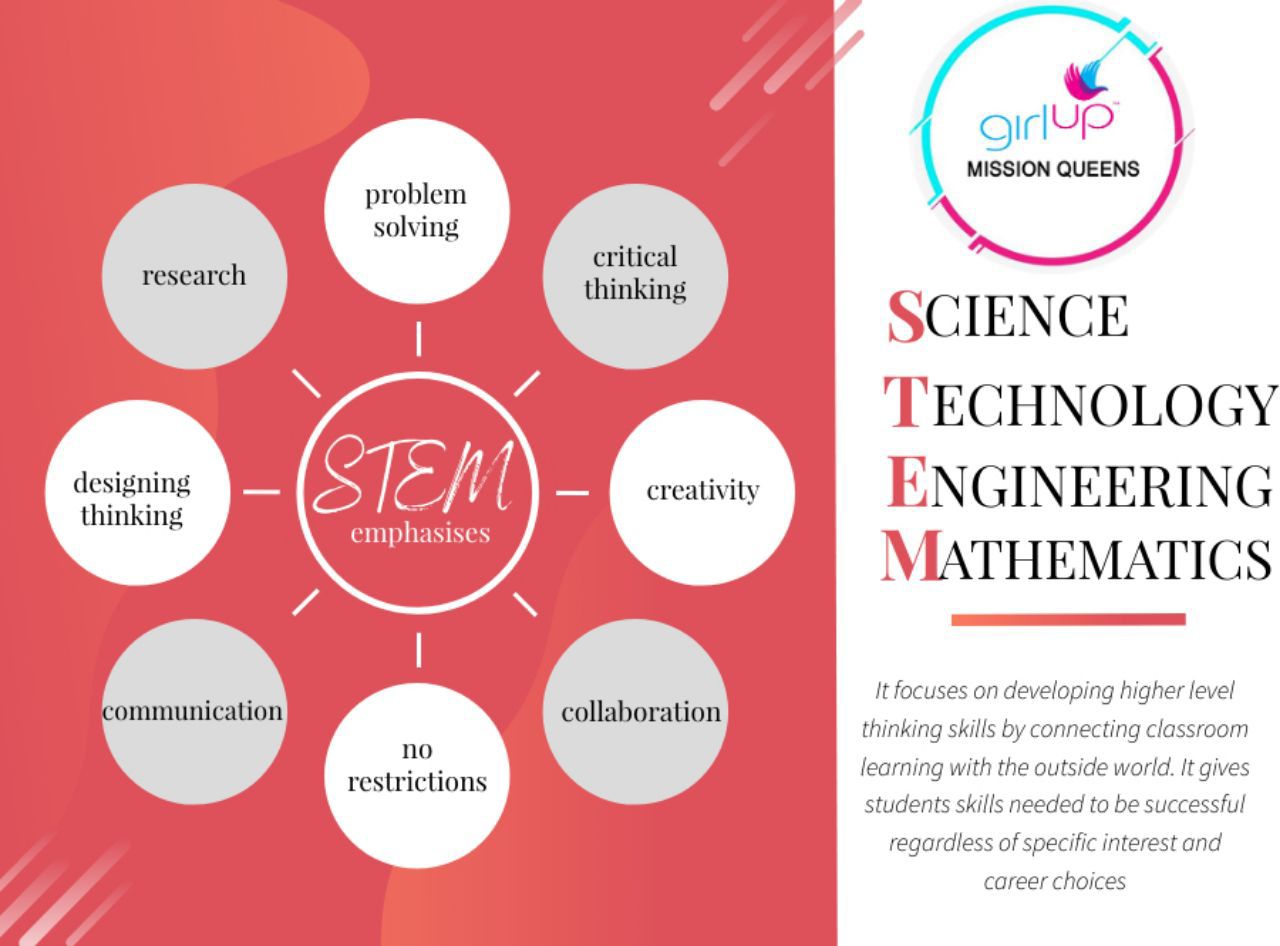 problem
solving
critical
thinking
creativity
collaboration
no
restrictions
communication
designing
thinking
research
STEM
emphasises
girlup™
MISSION QUEENS
SCIENCE
TECHNOLOGY
ENGINEERING
MATHEMATICS
It focuses on developing higher level
thinking skills by connecting classroom
learning with the outside world. It gives
students skills needed to be successful
regardless of specific interest and
career choices